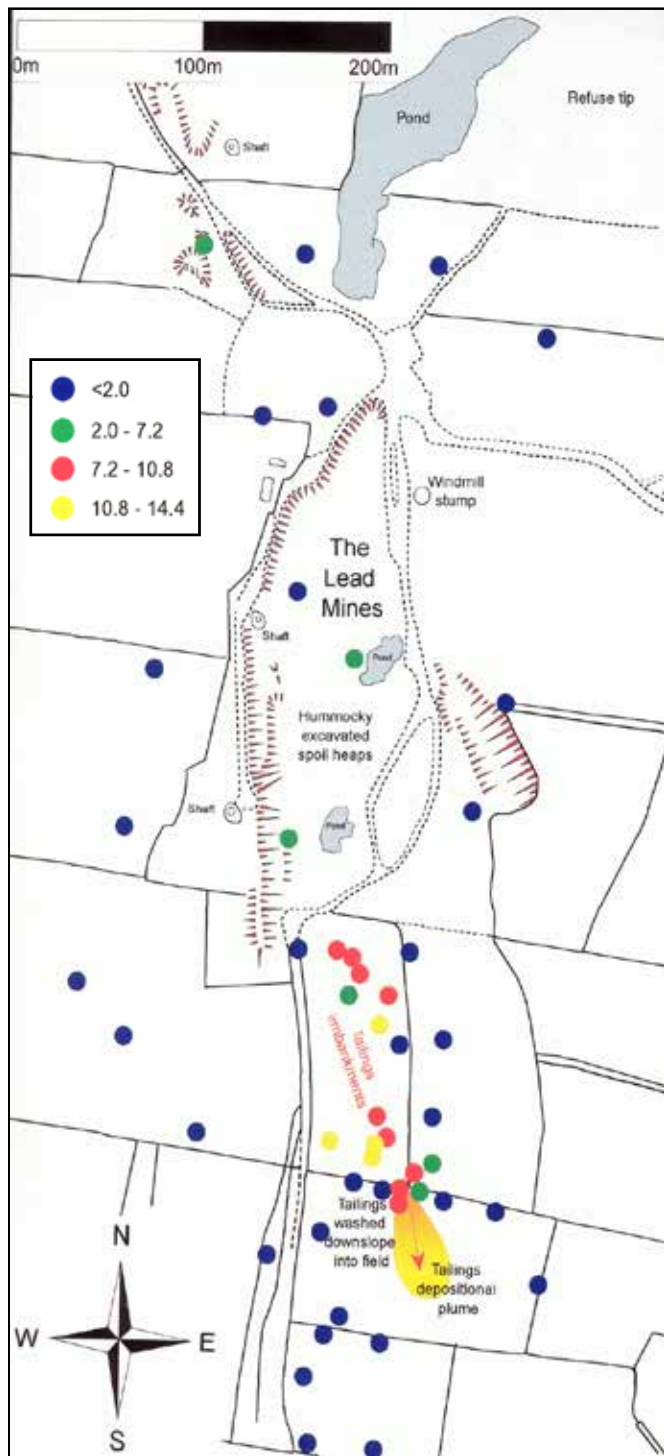 0m 100m 200m
Refuse tip
Pond
Shaft
<2.0
2.0 - 7.2
7.2 - 10.8
10.8 - 14.4
Windmill
stump
The
Lead
Mines
Shaft
Pond
Hummocky
excavated
spoil heaps
Shaft
Pond
Tailings
embankments
Tailings
washed
downslope
into field
Tailings
depositional
plume
N
W E
S